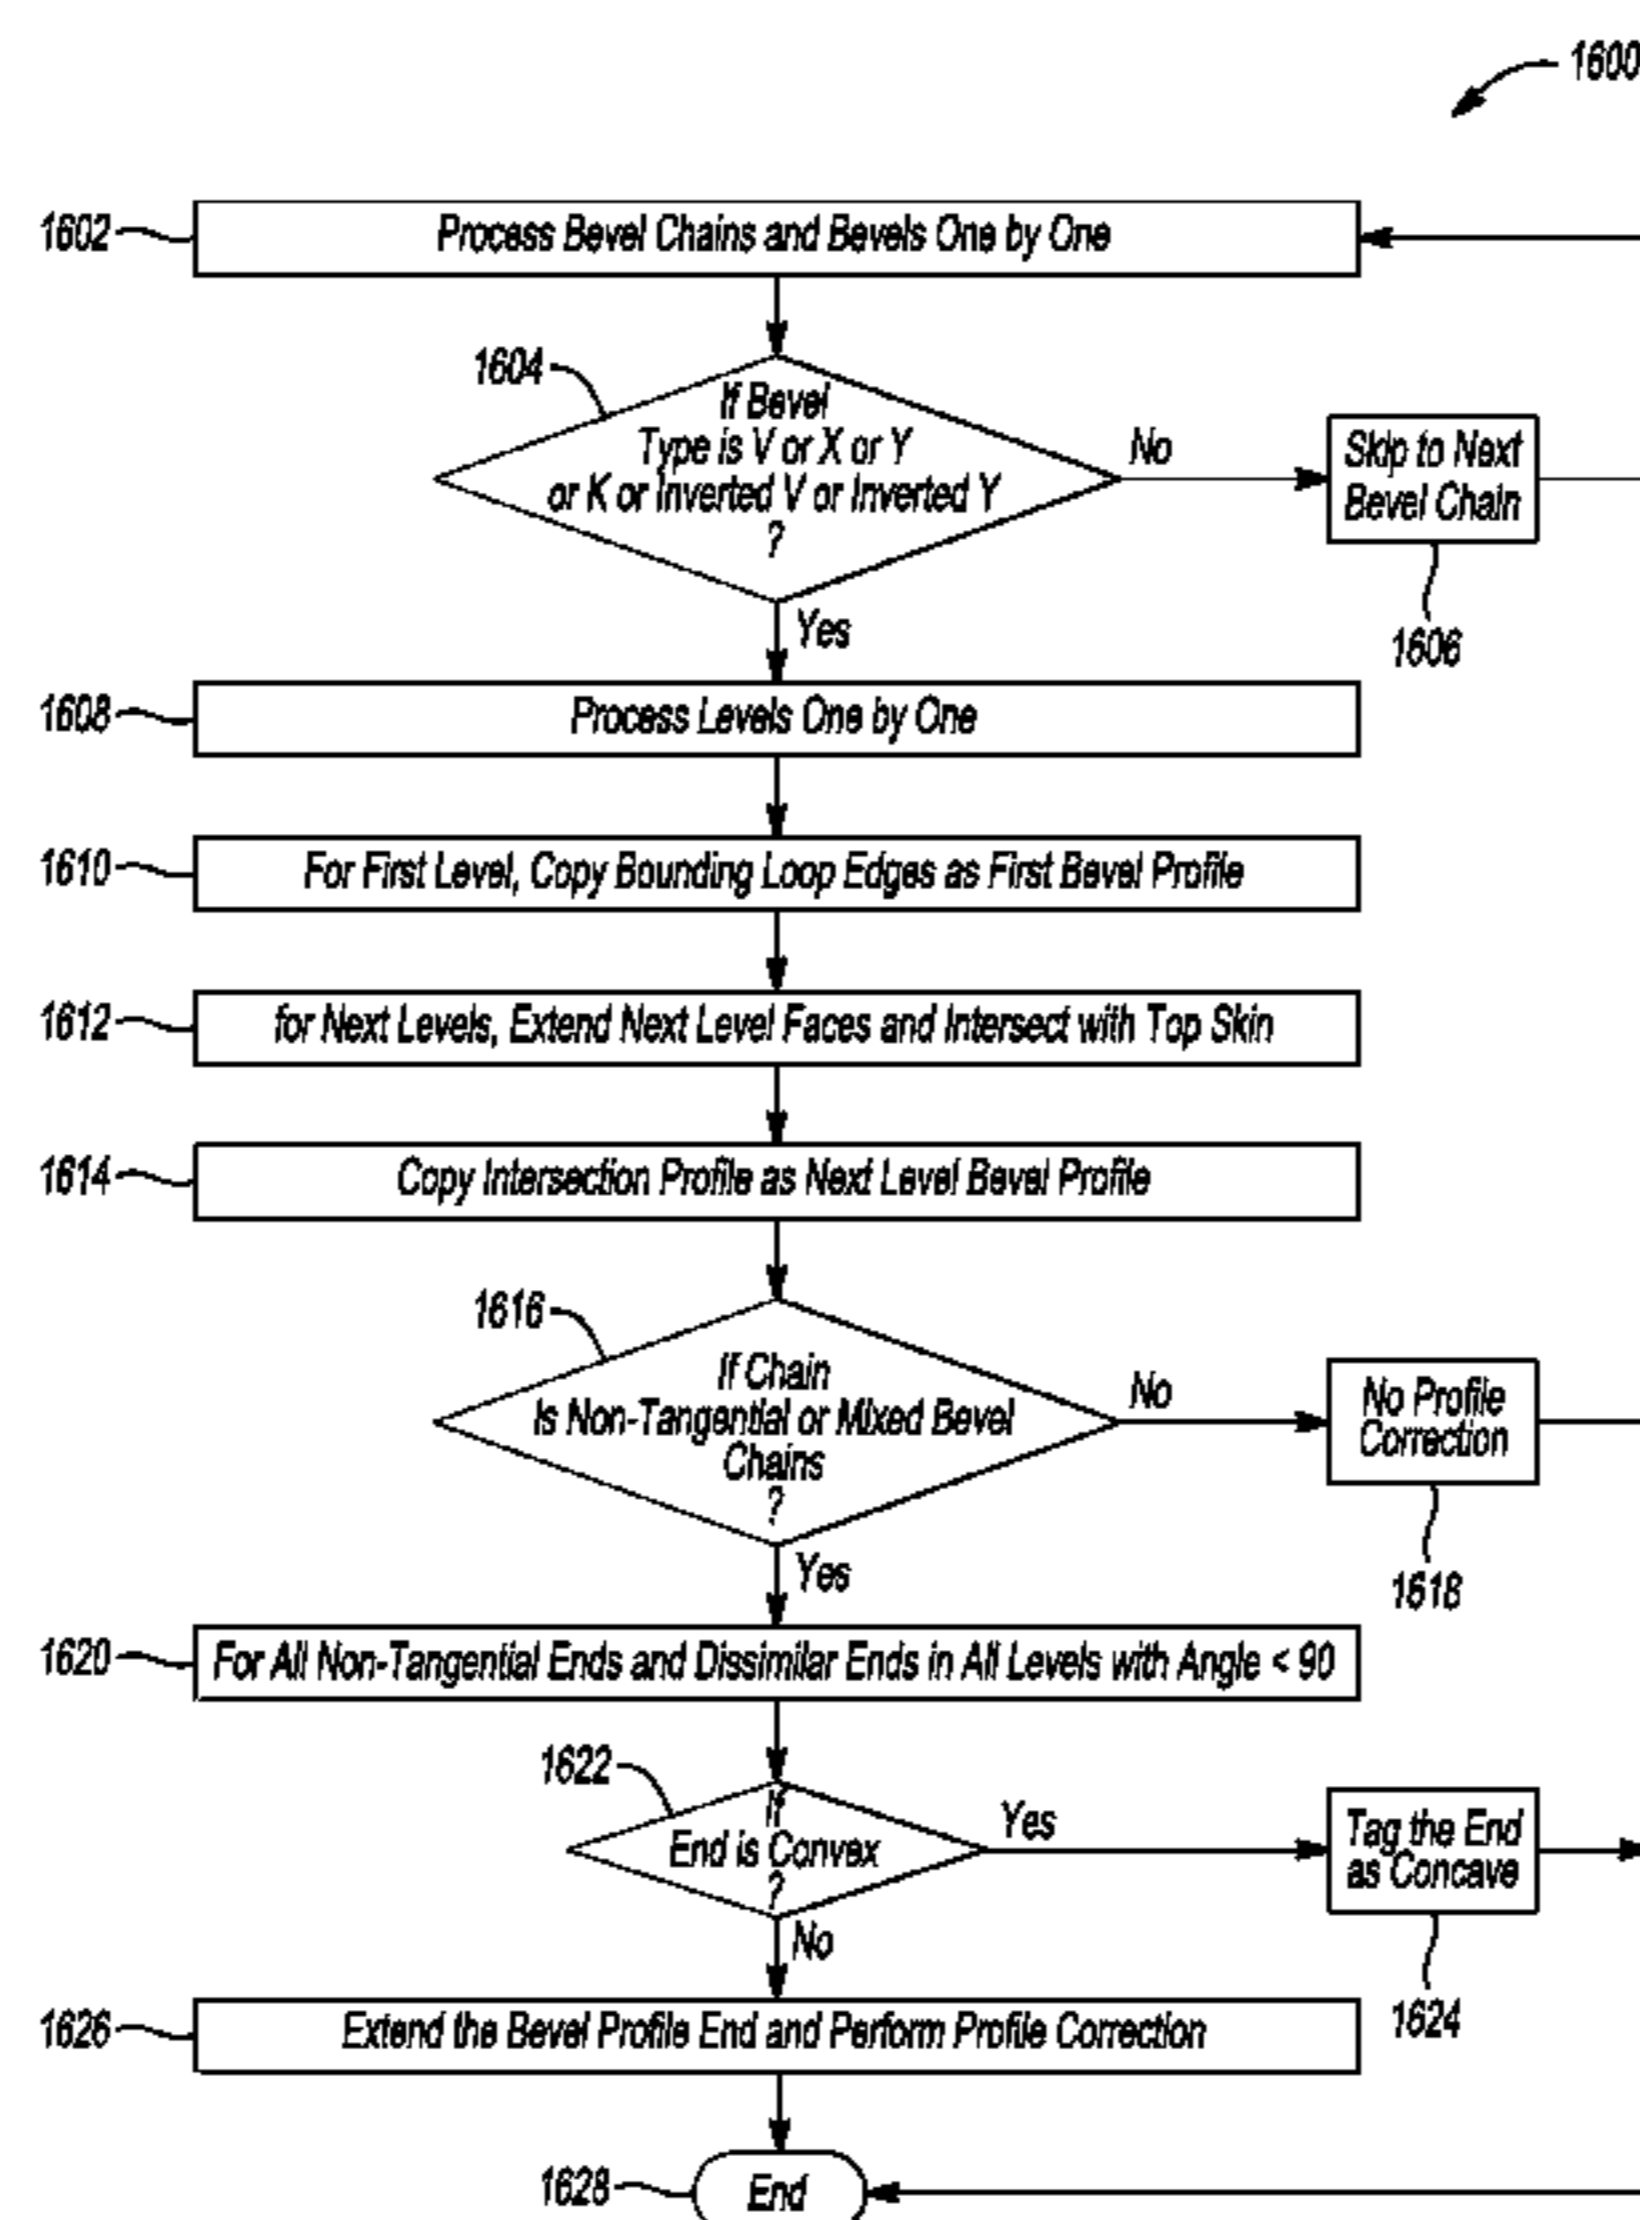 1600
1602
Process Bevel Chains and Bevels One by One
1604
If Bevel
Type is V or X or Y
or K or Inverted V or Inverted Y
?
No
Skip to Next
Bevel Chain
1606
Yes
1608
Process Levels One by One
1610
For First Level, Copy Bounding Loop Edges as First Bevel Profile
1612
for Next Levels, Extend Next Level Faces and Intersect with Top Skin
1614
Copy Intersection Profile as Next Level Bevel Profile
1616
If Chain
Is Non-Tangential or Mixed Bevel
Chains
?
No
No Profile
Correction
1618
Yes
1620
For All Non-Tangential Ends and Dissimilar Ends in All Levels with Angle < 90
1622
If
End is Convex
?
Yes
Tag the End
as Concave
1624
No
1626
Extend the Bevel Profile End and Perform Profile Correction
1628
End